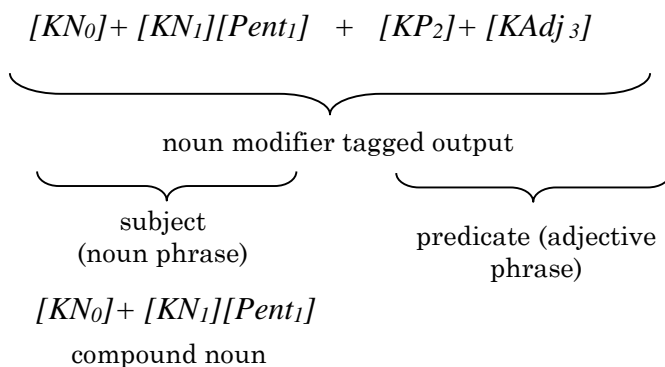 [KN₀]+ [KN₁][Pent₁] + [KP₂]+ [KAdj ₃]
noun modifier tagged output
subject
(noun phrase)
predicate (adjective
phrase)
[KN₀]+ [KN₁][Pent₁]
compound noun